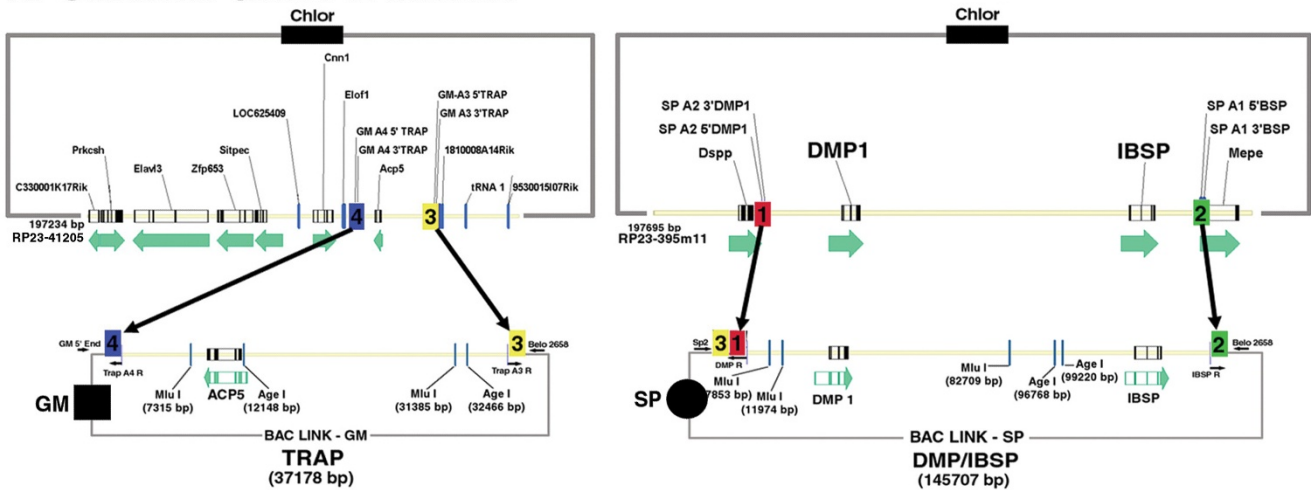 Chlor
Cnn1
Elof1
GM-A3 5'TRAP
GM A3 3'TRAP
LOC625409
GM A4 5' TRAP
GM A4 3'TRAP
1810008A14Rik
Prkcsh
Sitpec
Elavl3
Zfp653
Acp5
C330001K17Rik
tRNA 1
9530015I07Rik
4
3
197234 bp
RP23-41205
4
3
GM 5' End
Belo 2658
Trap A4 R
Trap A3 R
Mlu I
(7315 bp)
ACP5
Age I
(12148 bp)
Mlu I
(31385 bp)
Age I
(32466 bp)
GM
BAC LINK - GM
TRAP
(37178 bp)
Chlor
SP A2 3'DMP1
SP A2 5'DMP1
Dspp
DMP1
IBSP
SP A1 5'BSP
SP A1 3'BSP
Mepe
1
2
197695 bp
RP23-395m11
Sp2
3
1
2
Belo 2658
DMP R
IBSP R
Mlu I
7853 bp)
Mlu I
(11974 bp)
DMP 1
Mlu I
(82709 bp)
Age I
(96768 bp)
Age I
(99220 bp)
IBSP
SP
BAC LINK - SP
DMP/IBSP
(145707 bp)